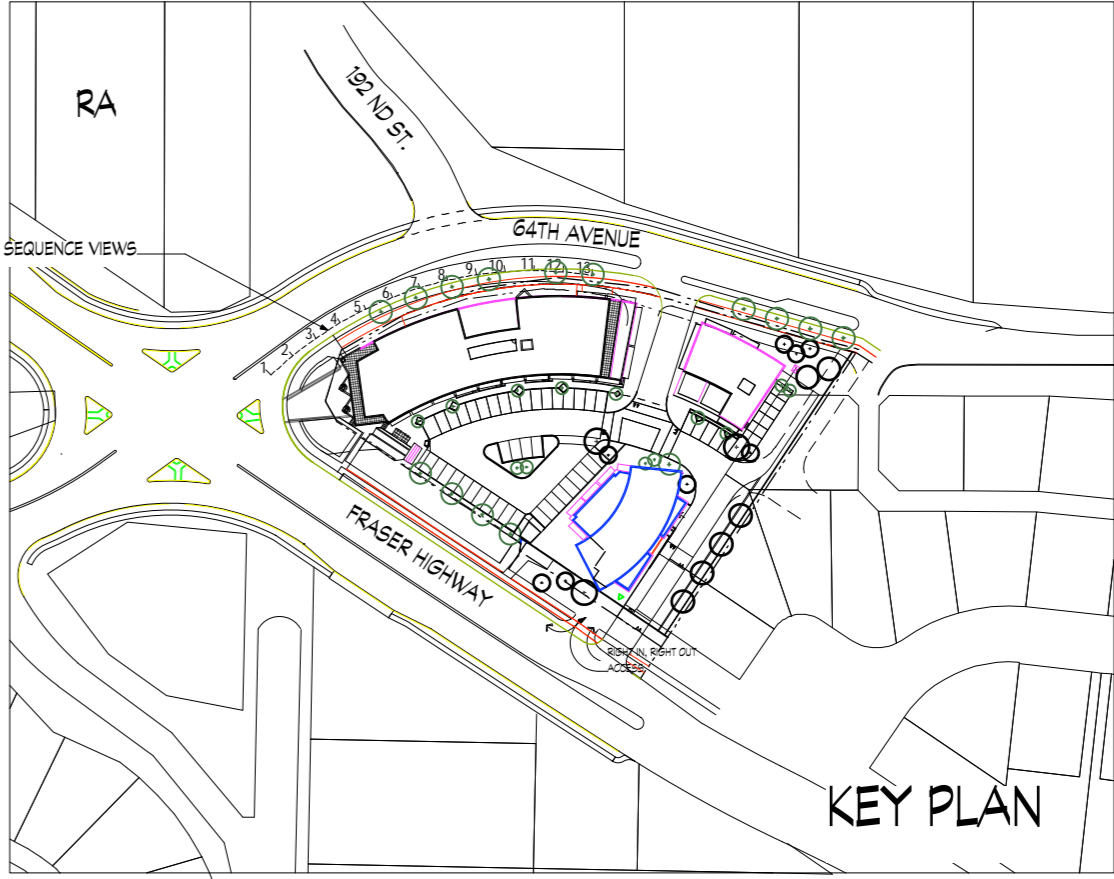 RA
192 ND ST.
64TH AVENUE
SEQUENCE VIEWS
1 2 3 4 5 6 7 8 9 10 11 12 13
FRASER HIGHWAY
RIGHT IN, RIGHT OUT
ACCESS
KEY PLAN